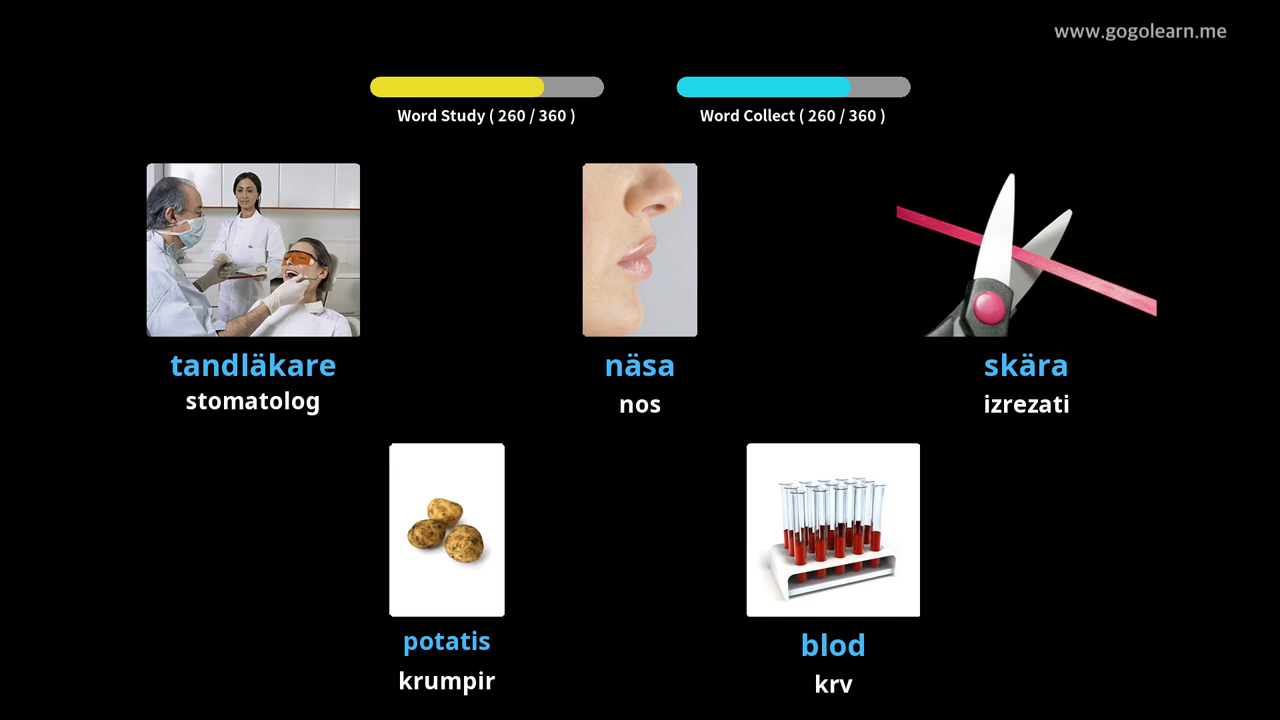 www.gogolearn.me
Word Study ( 260 / 360 )
Word Collect ( 260 / 360 )
tandläkare
stomatolog
näsa
nos
skära
izrezati
potatis
krumpir
blod
krv